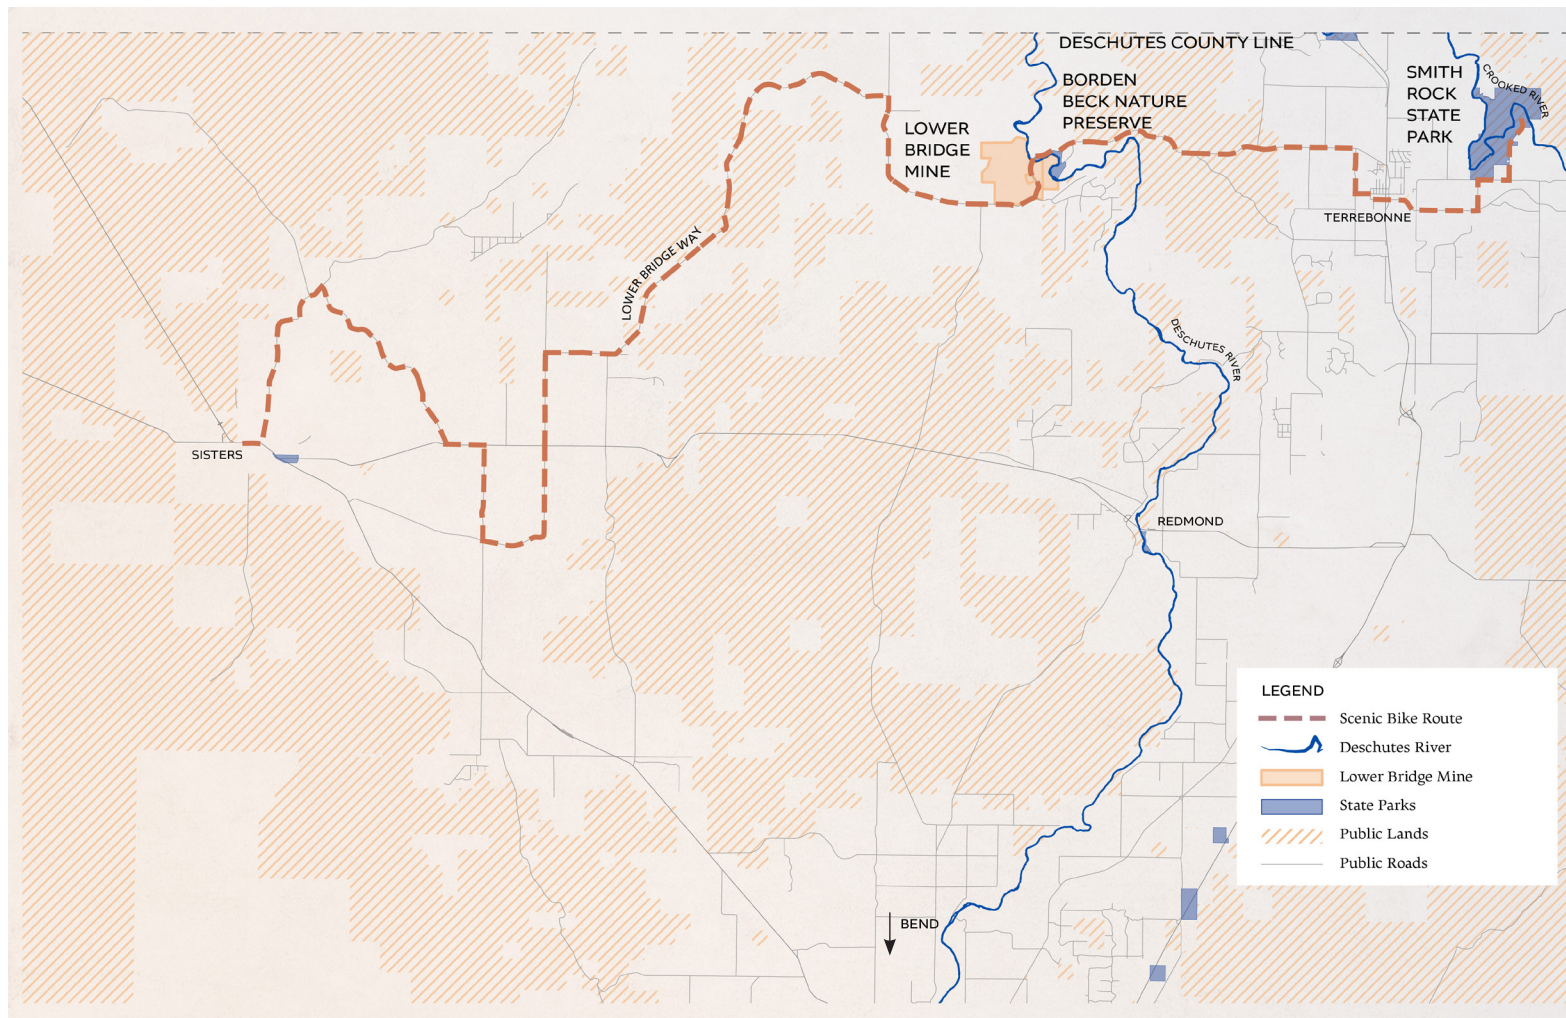 DESCHUTES COUNTY LINE
BORDEN
BECK NATURE
PRESERVE
SMITH
ROCK
STATE
PARK
CROOKED RIVER
LOWER
BRIDGE
MINE
TERREBONNE
LOWER BRIDGE WAY
DESCHUTES RIVER
SISTERS
REDMOND
BEND
LEGEND
Scenic Bike Route
Deschutes River
Lower Bridge Mine
State Parks
Public Lands
Public Roads